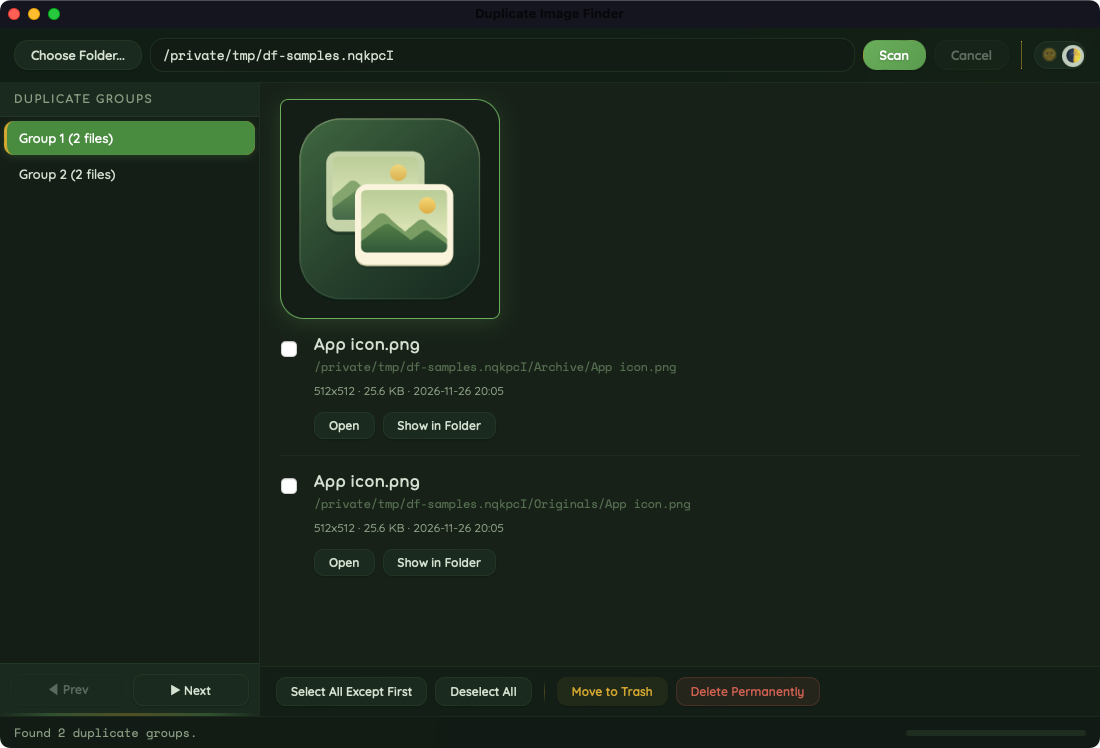 Duplicate Image Finder
Choose Folder...
/private/tmp/df-samples.nqkpcI
Scan
Cancel
DUPLICATE GROUPS
Group 1 (2 files)
Group 2 (2 files)
App icon.png
/private/tmp/df-samples.nqkpcI/Archive/App icon.png
512x512 · 25.6 KB · 2026-11-26 20:05
Open
Show in Folder
App icon.png
/private/tmp/df-samples.nqkpcI/Originals/App icon.png
512x512 · 25.6 KB · 2026-11-26 20:05
Open
Show in Folder
◀ Prev
▶ Next
Select All Except First
Deselect All
Move to Trash
Delete Permanently
Found 2 duplicate groups.